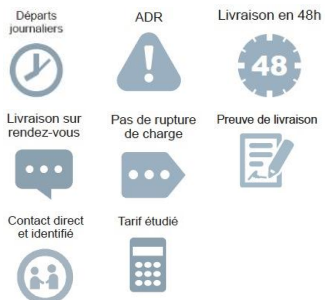 Départs
journaliers
ADR
Livraison en 48h
48
Livraison sur
rendez-vous
Pas de rupture
de charge
Preuve de livraison
Contact direct
et identifié
Tarif étudié